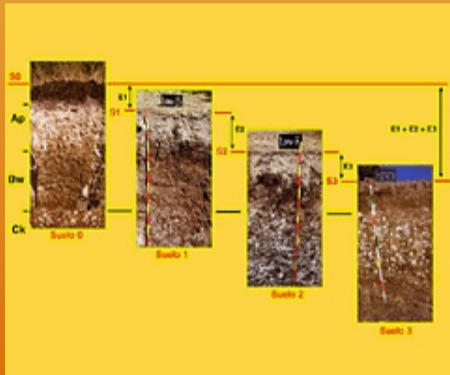 S0
Ap
Bw
Ck
Suelo 0
E1
S1
Suelo 1
E2
S2
Suelo 2
E3
S3
Suelo 3
E1 + E2 + E3